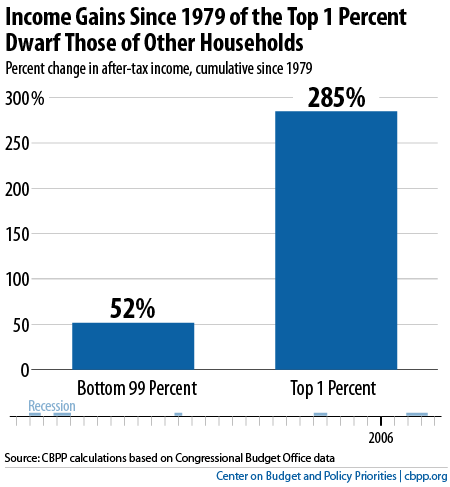 Income Gains Since 1979 of the Top 1 Percent
Dwarf Those of Other Households
Percent change in after-tax income, cumulative since 1979
300%
285%
250
200
150
100
52%
50
0
Bottom 99 Percent
Top 1 Percent
Recession
2006
Source: CBPP calculations based on Congressional Budget Office data
Center on Budget and Policy Priorities | cbpp.org